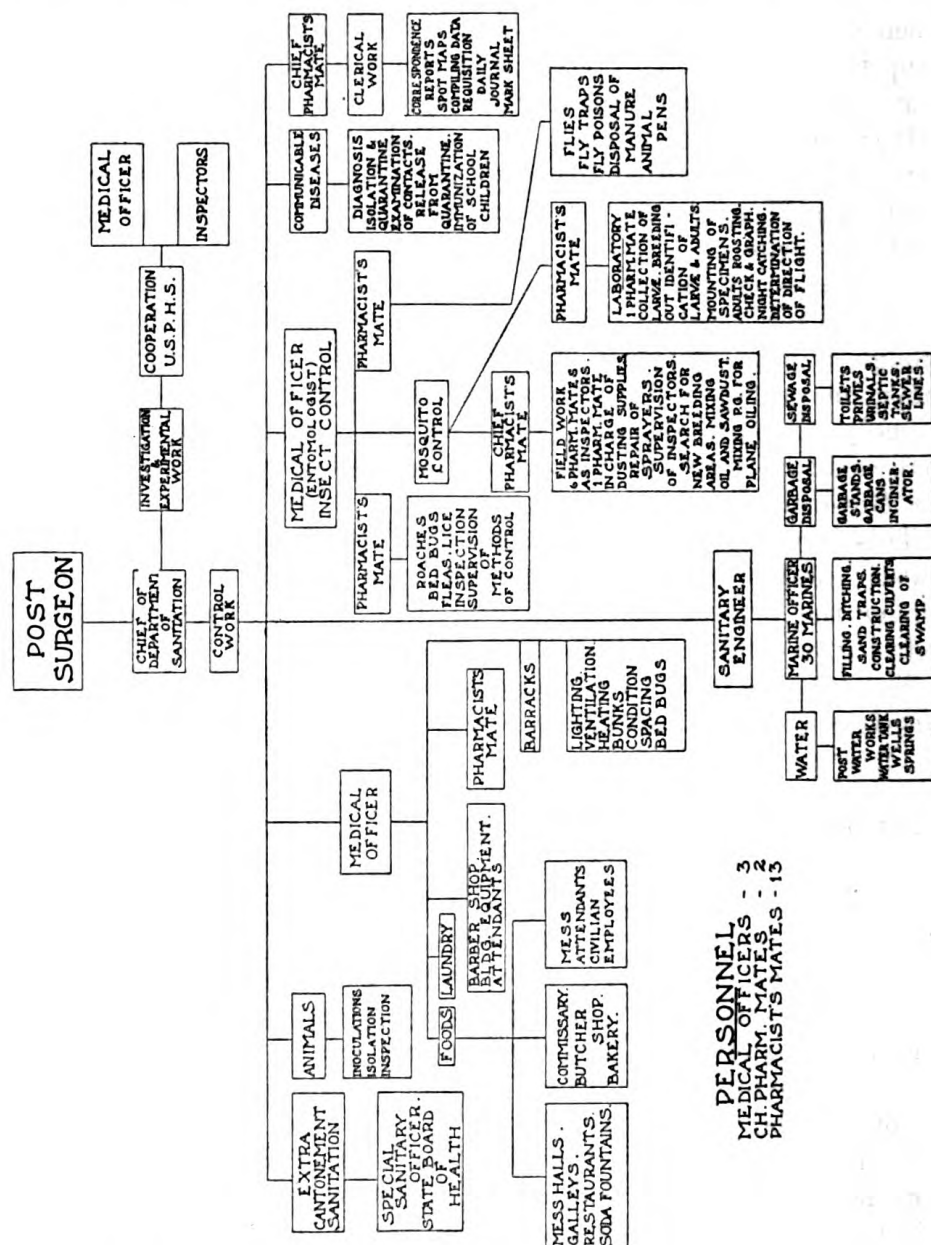 POST
SURGEON
CHIEF OF
DEPARTMENT
OF
SANITATION
INVESTIGATION
&
EXPERIMENTAL
WORK
COOPERATION
U.S.P.H.S.
MEDICAL
OFFICER
INSPECTORS
CONTROL
WORK
EXTRA
CANTONEMENT
SANITATION
SPECIAL
SANITARY
OFFICER.
STATE BOARD
OF
HEALTH
ANIMALS
INOCULATIONS
ISOLATION
INSPECTION
MEDICAL
OFFICER
FOODS
LAUNDRY
BARBER SHOP.
BLDG. EQUIPMENT.
ATTENDANTS
PHARMACISTS
MATE
BARRACKS
LIGHTING.
VENTILATION
HEATING
BUNKS
CONDITION
SPACING
BED BUGS
MESS HALLS.
GALLEYS.
RESTAURANTS.
SODA FOUNTAINS.
COMMISSARY.
BUTCHER
SHOP.
BAKERY.
MESS
ATTENDANTS
CIVILIAN
EMPLOYEES
MEDICAL OFFICER
(ENTOMOLOGIST)
INSECT CONTROL
PHARMACIST'S
MATE
ROACHES
BED BUGS
FLEAS. LICE
INSPECTION
SUPERVISION
OF
METHODS
OF CONTROL
MOSQUITO
CONTROL
CHIEF
PHARMACIST'S
MATE
FIELD WORK
6 PHARM. MATES
AS INSPECTORS.
1 PHARM. MATE
IN CHARGE OF
DUSTING SUPPLIES.
REPAIR OF
SPRAYERS.
SUPERVISION
OF INSPECTORS.
SEARCH FOR
NEW BREEDING
AREAS. MIXING
OIL AND SAWDUST.
MIXING P.G. FOR
PLANE OILING.
PHARMACIST'S
MATE
LABORATORY
1 PHARM. MATE
COLLECTION OF
LARVÆ. BREEDING
OUT IDENTIFI-
CATION OF
LARVÆ & ADULTS.
MOUNTING OF
SPECIMENS.
ADULTS ROOSTING.
CHECK & GRAPH.
NIGHT CATCHING.
DETERMINATION
OF DIRECTION
OF FLIGHT.
PHARMACIST'S
MATE
FLIES
FLY TRAPS
FLY POISONS
DISPOSAL OF
MANURE
ANIMAL
PENS
COMMUNICABLE
DISEASES
DIAGNOSIS
ISOLATION &
QUARANTINE
EXAMINATION
OF CONTACTS.
RELEASE
FROM
QUARANTINE.
IMMUNIZATION
OF SCHOOL
CHILDREN
CHIEF
PHARMACISTS
MATE
CLERICAL
WORK
CORRESPONDENCE
REPORTS
SPOT MAPS
COMPILING DATA
REQUISITION
DAILY
JOURNAL
MARK SHEET
SANITARY
ENGINEER
WATER
POST
WATER
WORKS
WATER TANK
WELLS
SPRINGS
MARINE OFFICER
30 MARINES
FILLING. DITCHING.
SAND TRAPS.
CONSTRUCTION.
CLEARING CULVERTS
CLEARING OF
SWAMP.
GARBAGE
DISPOSAL
GARBAGE
STANDS.
GARBAGE
CANS.
INCINER-
ATOR.
SEWAGE
DISPOSAL
TOILETS
PRIVIES
URINALS.
SEPTIC
TANKS.
SEWER
LINES.
PERSONNEL
MEDICAL OFFICERS - 3
CH. PHARM. MATES - 2
PHARMACIST'S MATES - 13